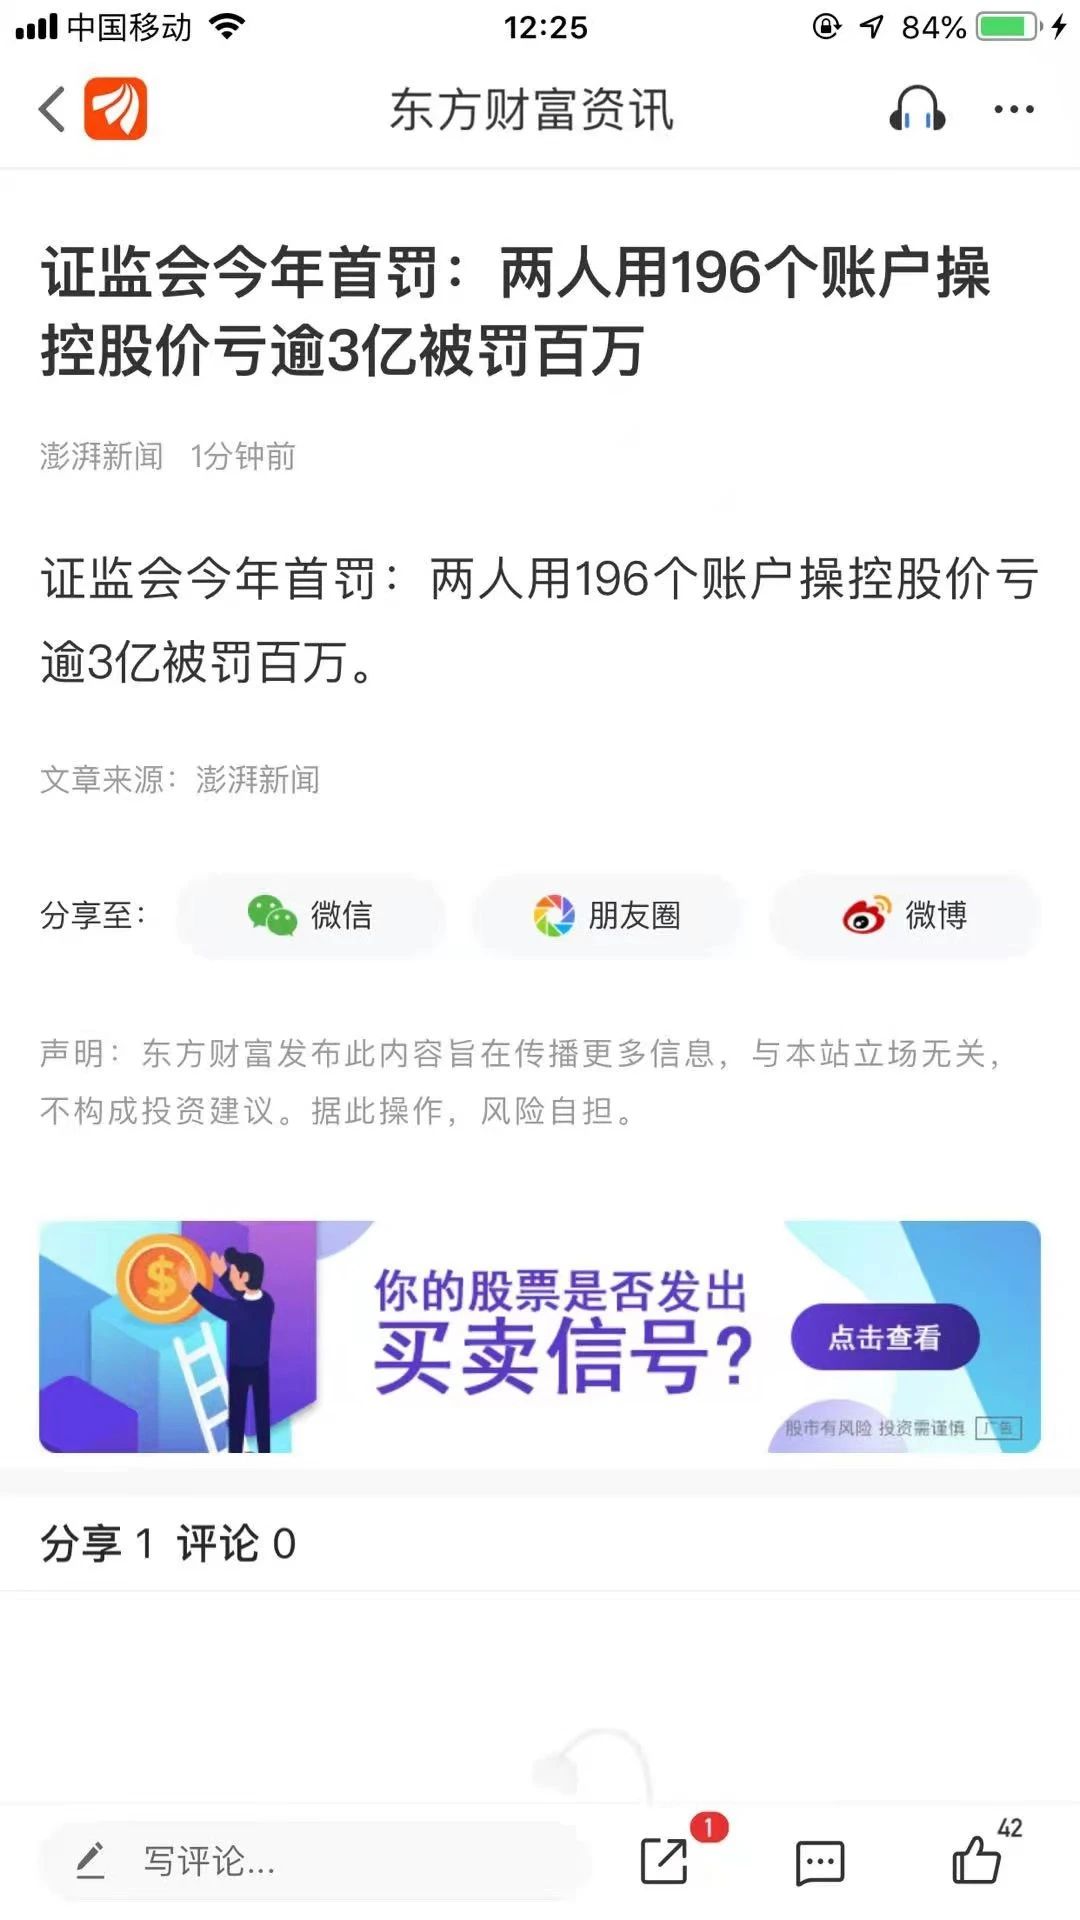 中国移动 12:25 84%
东方财富资讯
证监会今年首罚：两人用196个账户操
控股价亏逾3亿被罚百万
澎湃新闻 1分钟前
证监会今年首罚：两人用196个账户操控股价亏
逾3亿被罚百万。
文章来源：澎湃新闻
分享至： 微信 朋友圈 微博
声明：东方财富发布此内容旨在传播更多信息，与本站立场无关，
不构成投资建议。据此操作，风险自担。
你的股票是否发出
买卖信号？
点击查看
股市有风险 投资需谨慎 广告
分享 1 评论 0
写评论... 1 42